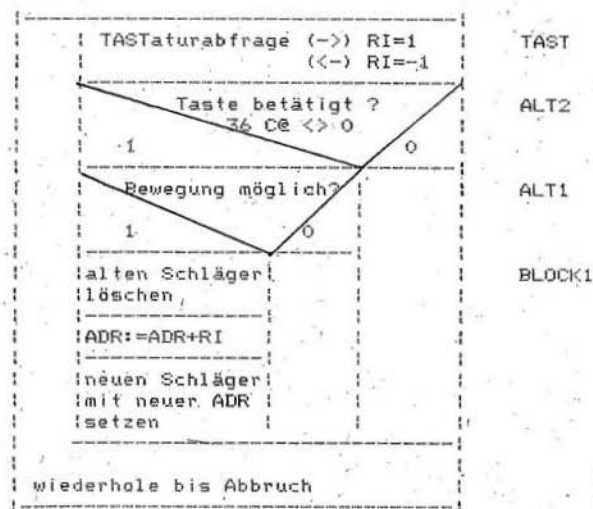 TASTaturabfrage (->) RI=1 TAST
(<-) RI=-1
Taste betätigt ? ALT2
36 C@ <> 0
1 0
Bewegung möglich? ALT1
1 0
alten Schläger BLOCK1
löschen
ADR:=ADR+RI
neuen Schläger
mit neuer ADR
setzen
wiederhole bis Abbruch